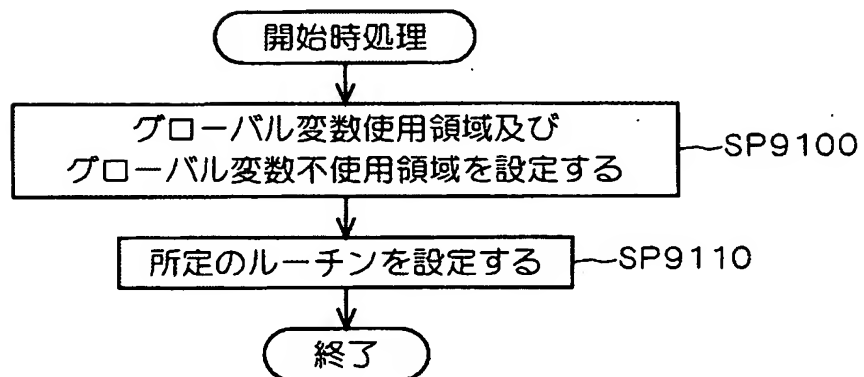 開始時処理
グローバル変数使用領域及び
グローバル変数不使用領域を設定する
SP9100
所定のルーチンを設定する
SP9110
終了